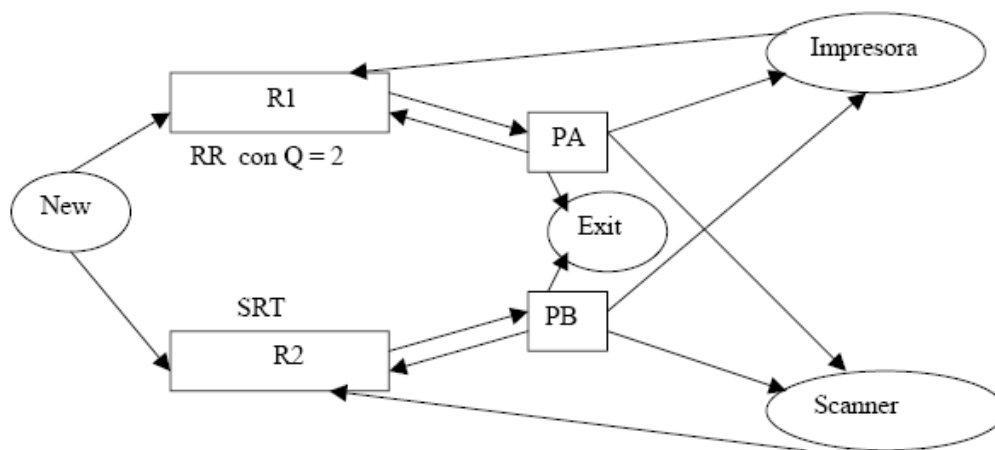 Impresora
R1
PA
RR con Q = 2
New
Exit
SRT
PB
R2
Scanner